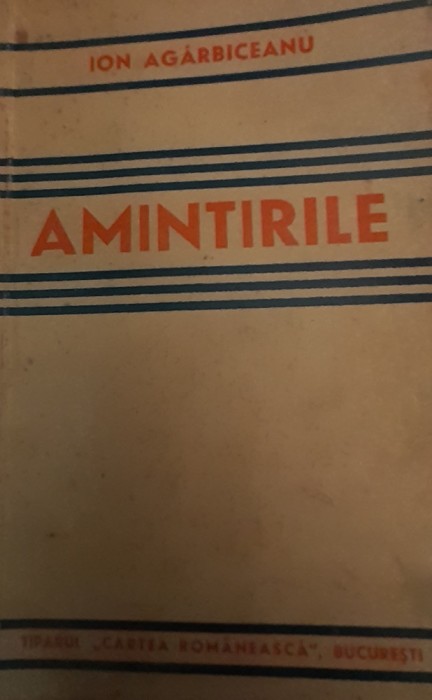 ION AGÂRBICEANU
AMINTIRILE
TIPARUL „CARTEA ROMÂNEASCĂ”, BUCUREȘTI